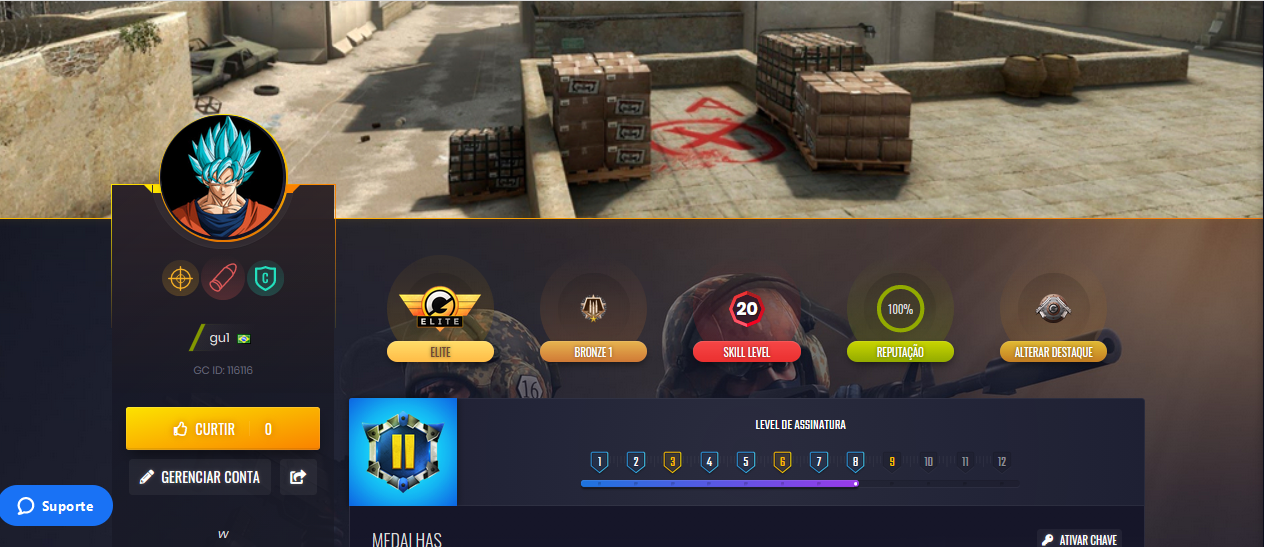 C
gu1
GC ID: 116116
CURTIR 0
GERENCIAR CONTA
Suporte
w
ELITE
20
100%
ELITE
BRONZE 1
SKILL LEVEL
REPUTAÇÃO
ALTERAR DESTAQUE
16
A
LEVEL DE ASSINATURA
II
1 2 3 4 5 6 7 8 9 10 11 12
MEDALHAS
ATIVAR CHAVE